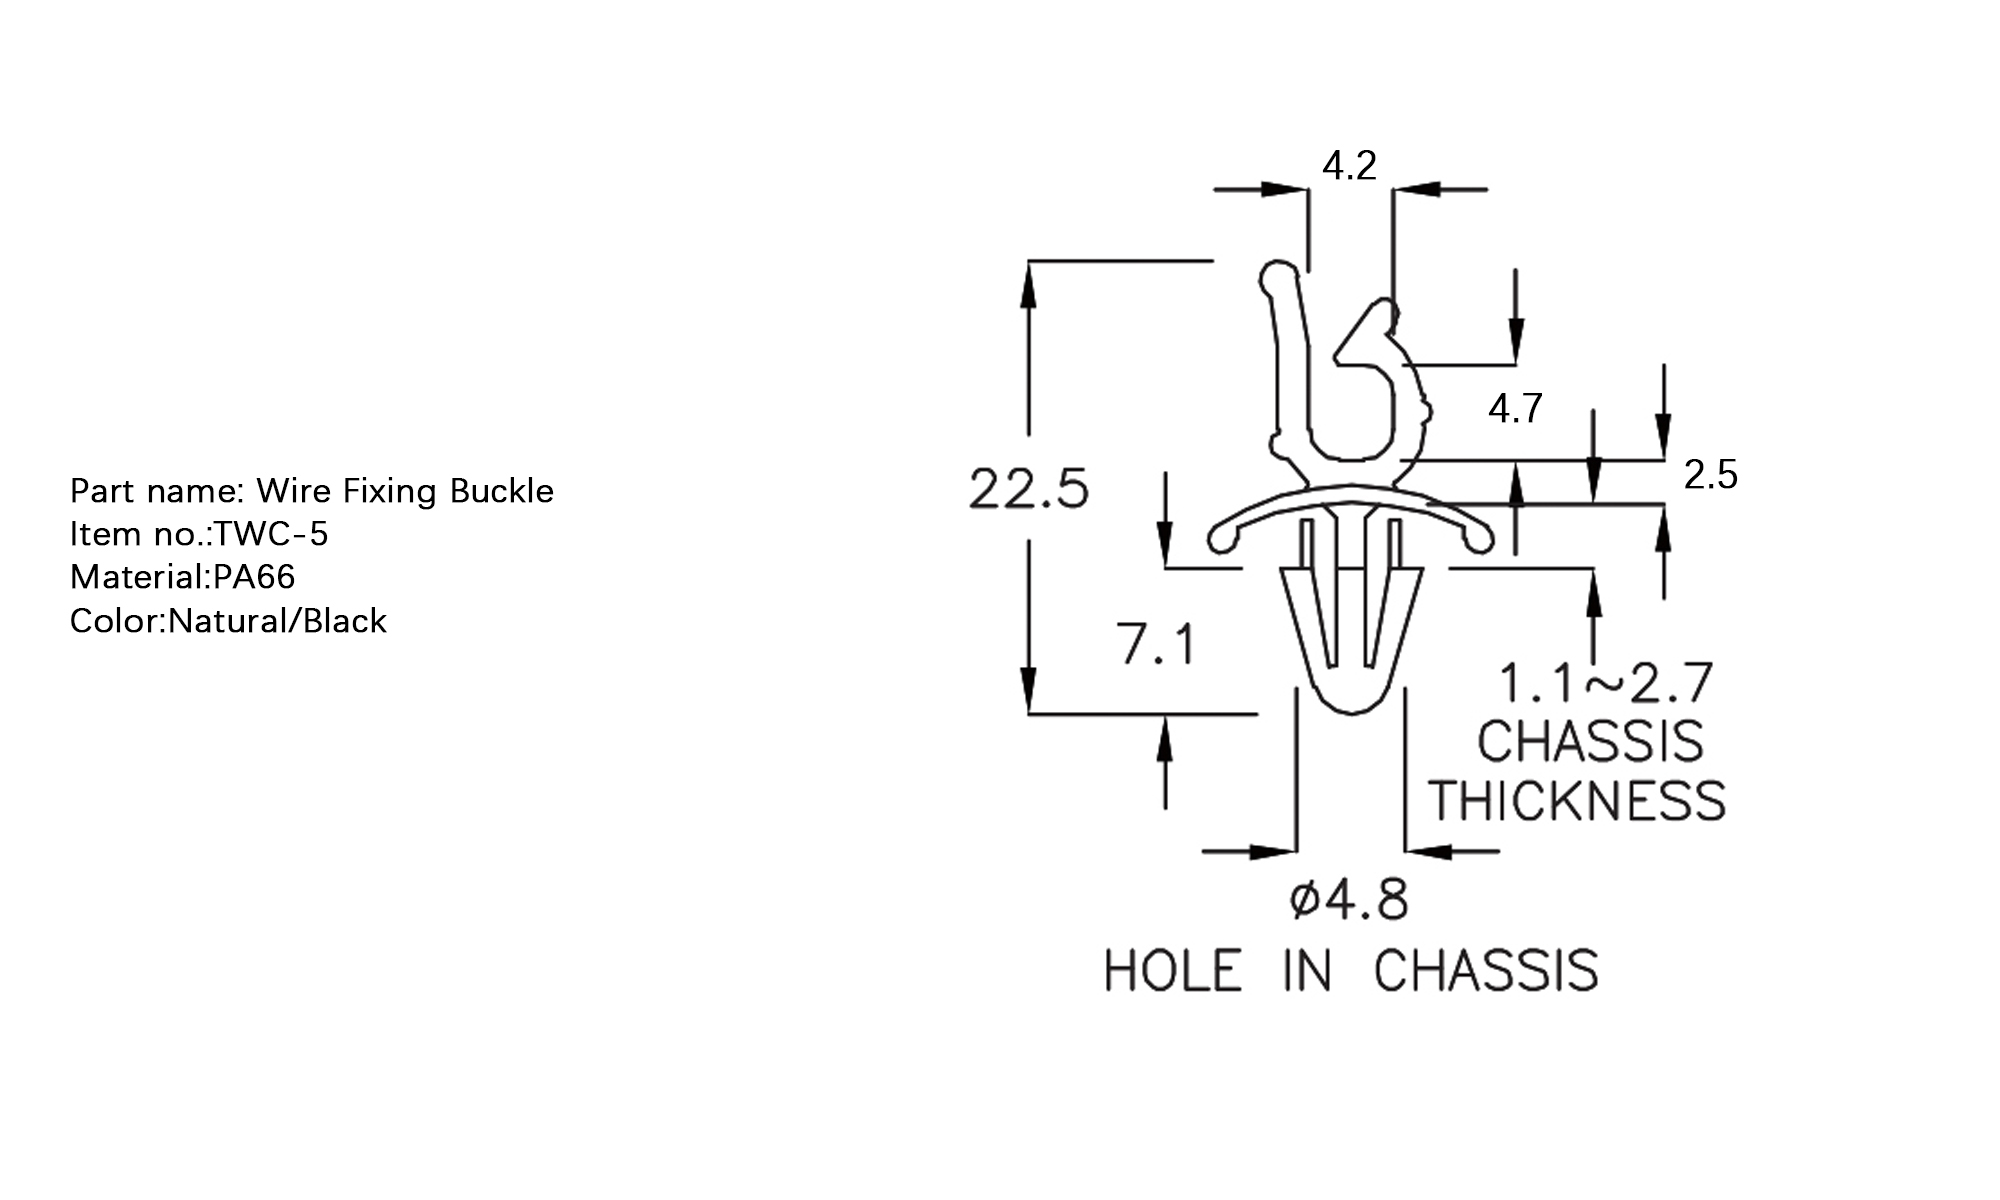 Part name: Wire Fixing Buckle
Item no.:TWC-5
Material:PA66
Color:Natural/Black
4.2
4.7
2.5
22.5
7.1
1.1~2.7
CHASSIS
THICKNESS
ø4.8
HOLE IN CHASSIS